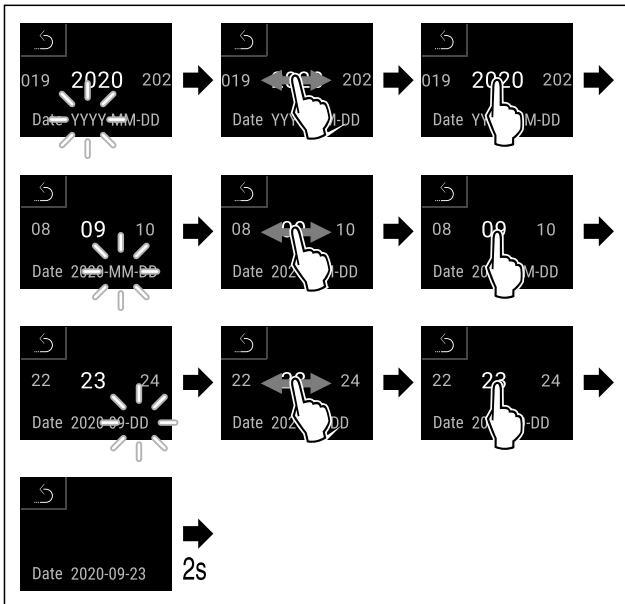 019 2020 202
Date YYYY-MM-DD
019 202
Date
019 2020 202
Date
08 09 10
Date 2020-MM-DD
08 10
Date
08 09 10
Date
22 23 24
Date 2020-09-DD
22 24
Date
22 23 24
Date
Date 2020-09-23
2s